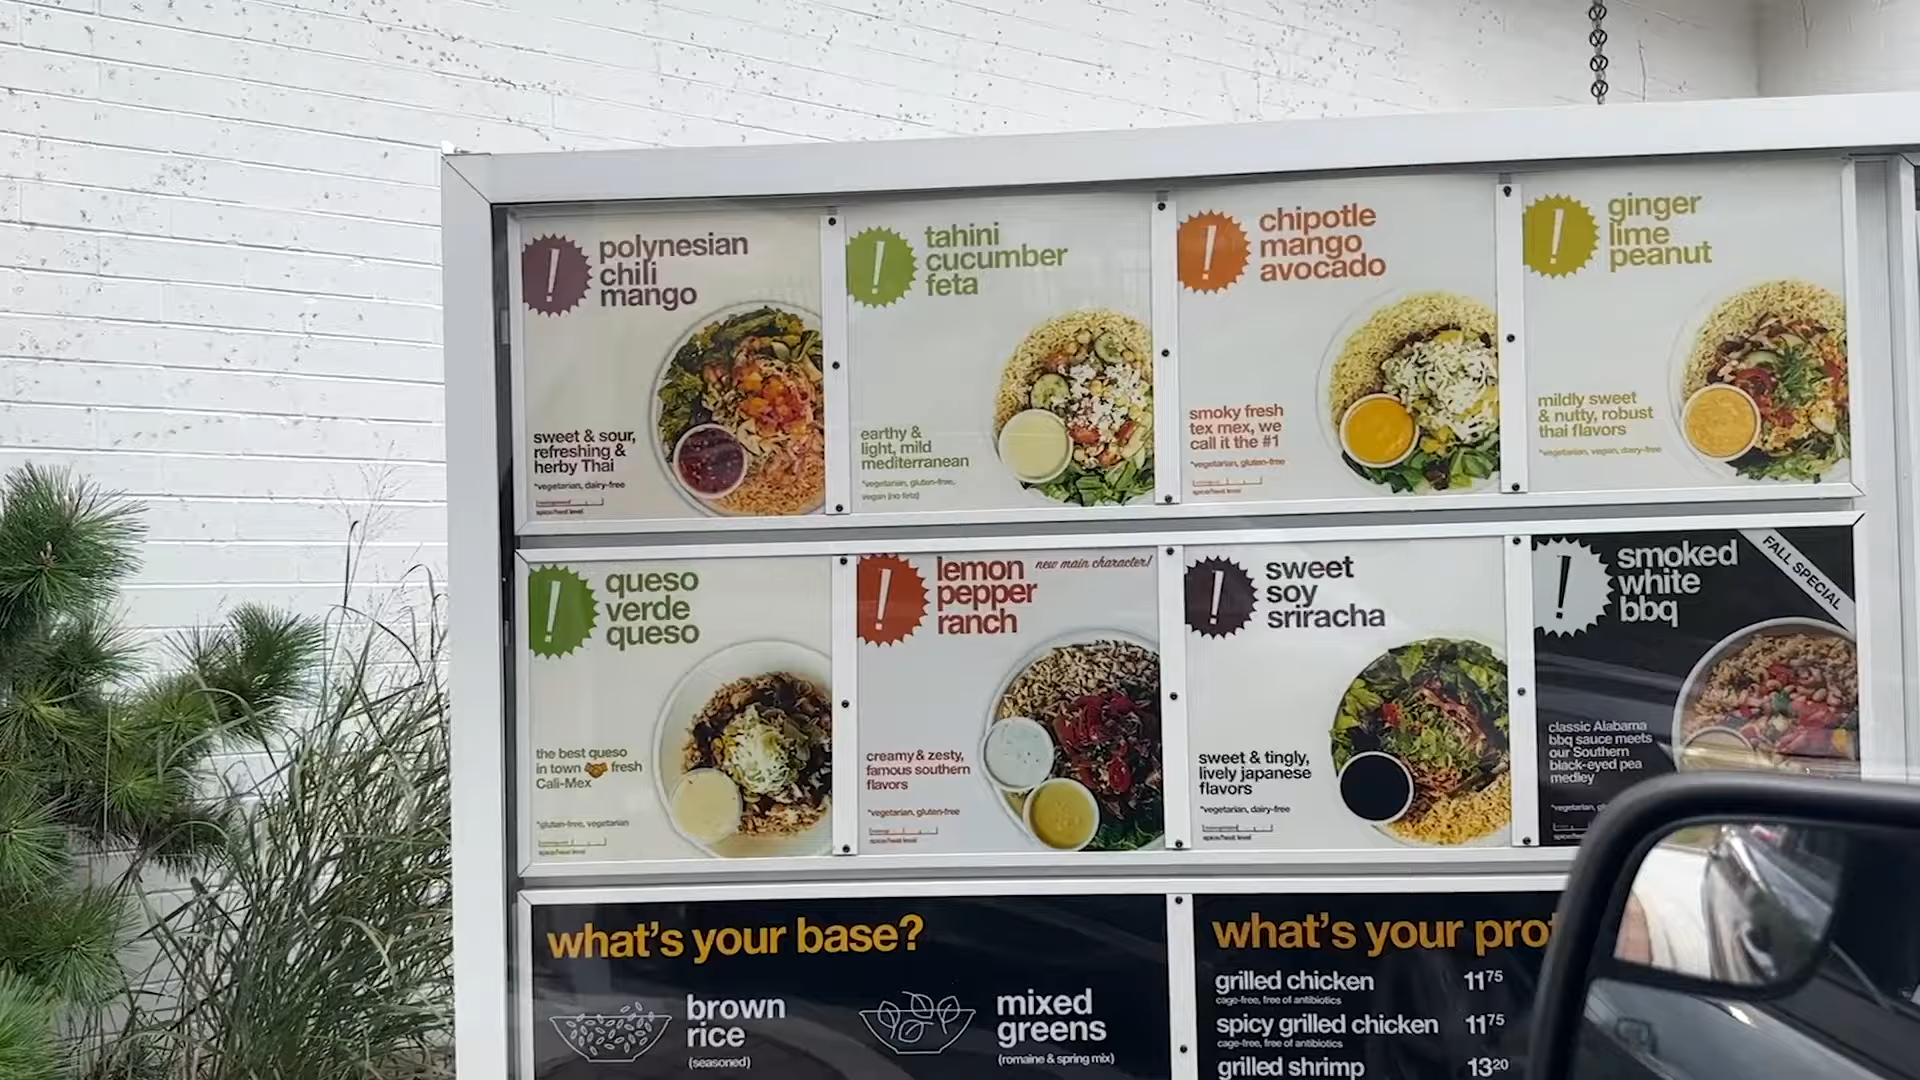 polynesian
chili
mango
sweet & sour,
refreshing &
herby Thai
*vegetarian, dairy-free
spice/heat level
tahini
cucumber
feta
earthy &
light, mild
mediterranean
*vegetarian, gluten-free,
vegan (no feta)
chipotle
mango
avocado
smoky fresh
tex mex, we
call it the #1
*vegetarian, gluten-free
spice/heat level
ginger
lime
peanut
mildly sweet
& nutty, robust
thai flavors
*vegetarian, vegan, dairy-free
queso
verde
queso
the best queso
in town fresh
Cali-Mex
*gluten-free, vegetarian
spice/heat level
lemon
pepper
ranch
new main character!
creamy & zesty,
famous southern
flavors
*vegetarian, gluten-free
spice/heat level
sweet
soy
sriracha
sweet & tingly,
lively japanese
flavors
*vegetarian, dairy-free
spice/heat level
smoked
white
bbq
FALL SPECIAL
classic Alabama
bbq sauce meets
our Southern
black-eyed pea
medley
what's your base?
brown
rice
(seasoned)
mixed
greens
(romaine & spring mix)
what's your
grilled chicken 11 75
cage-free, free of antibiotics
spicy grilled chicken 11 75
cage-free, free of antibiotics
grilled shrimp 13 20